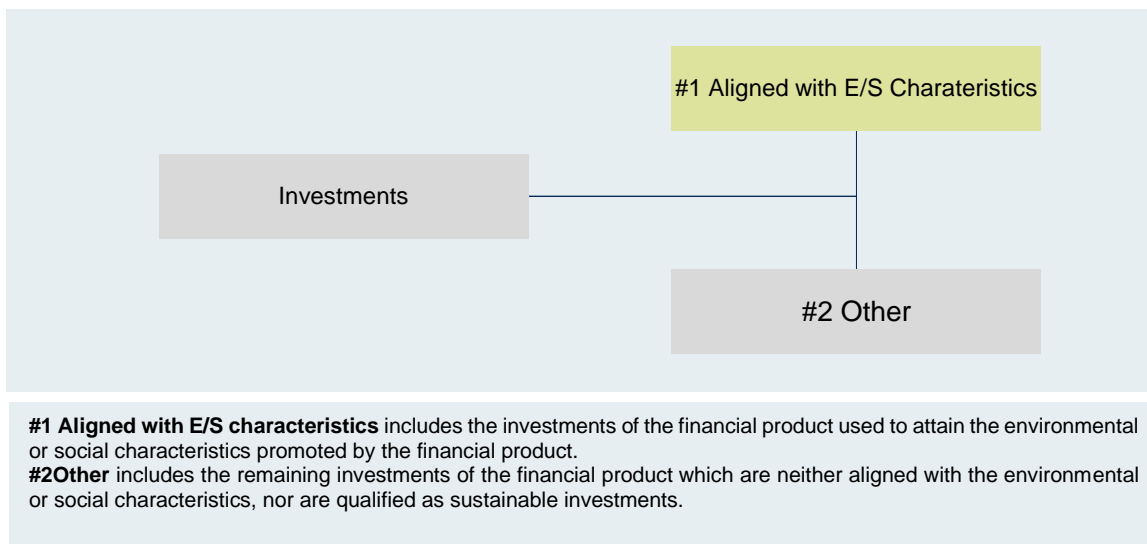 #1 Aligned with E/S Charateristics
Investments
#2 Other
#1 Aligned with E/S characteristics includes the investments of the financial product used to attain the environmental
or social characteristics promoted by the financial product.
#2Other includes the remaining investments of the financial product which are neither aligned with the environmental
or social characteristics, nor are qualified as sustainable investments.